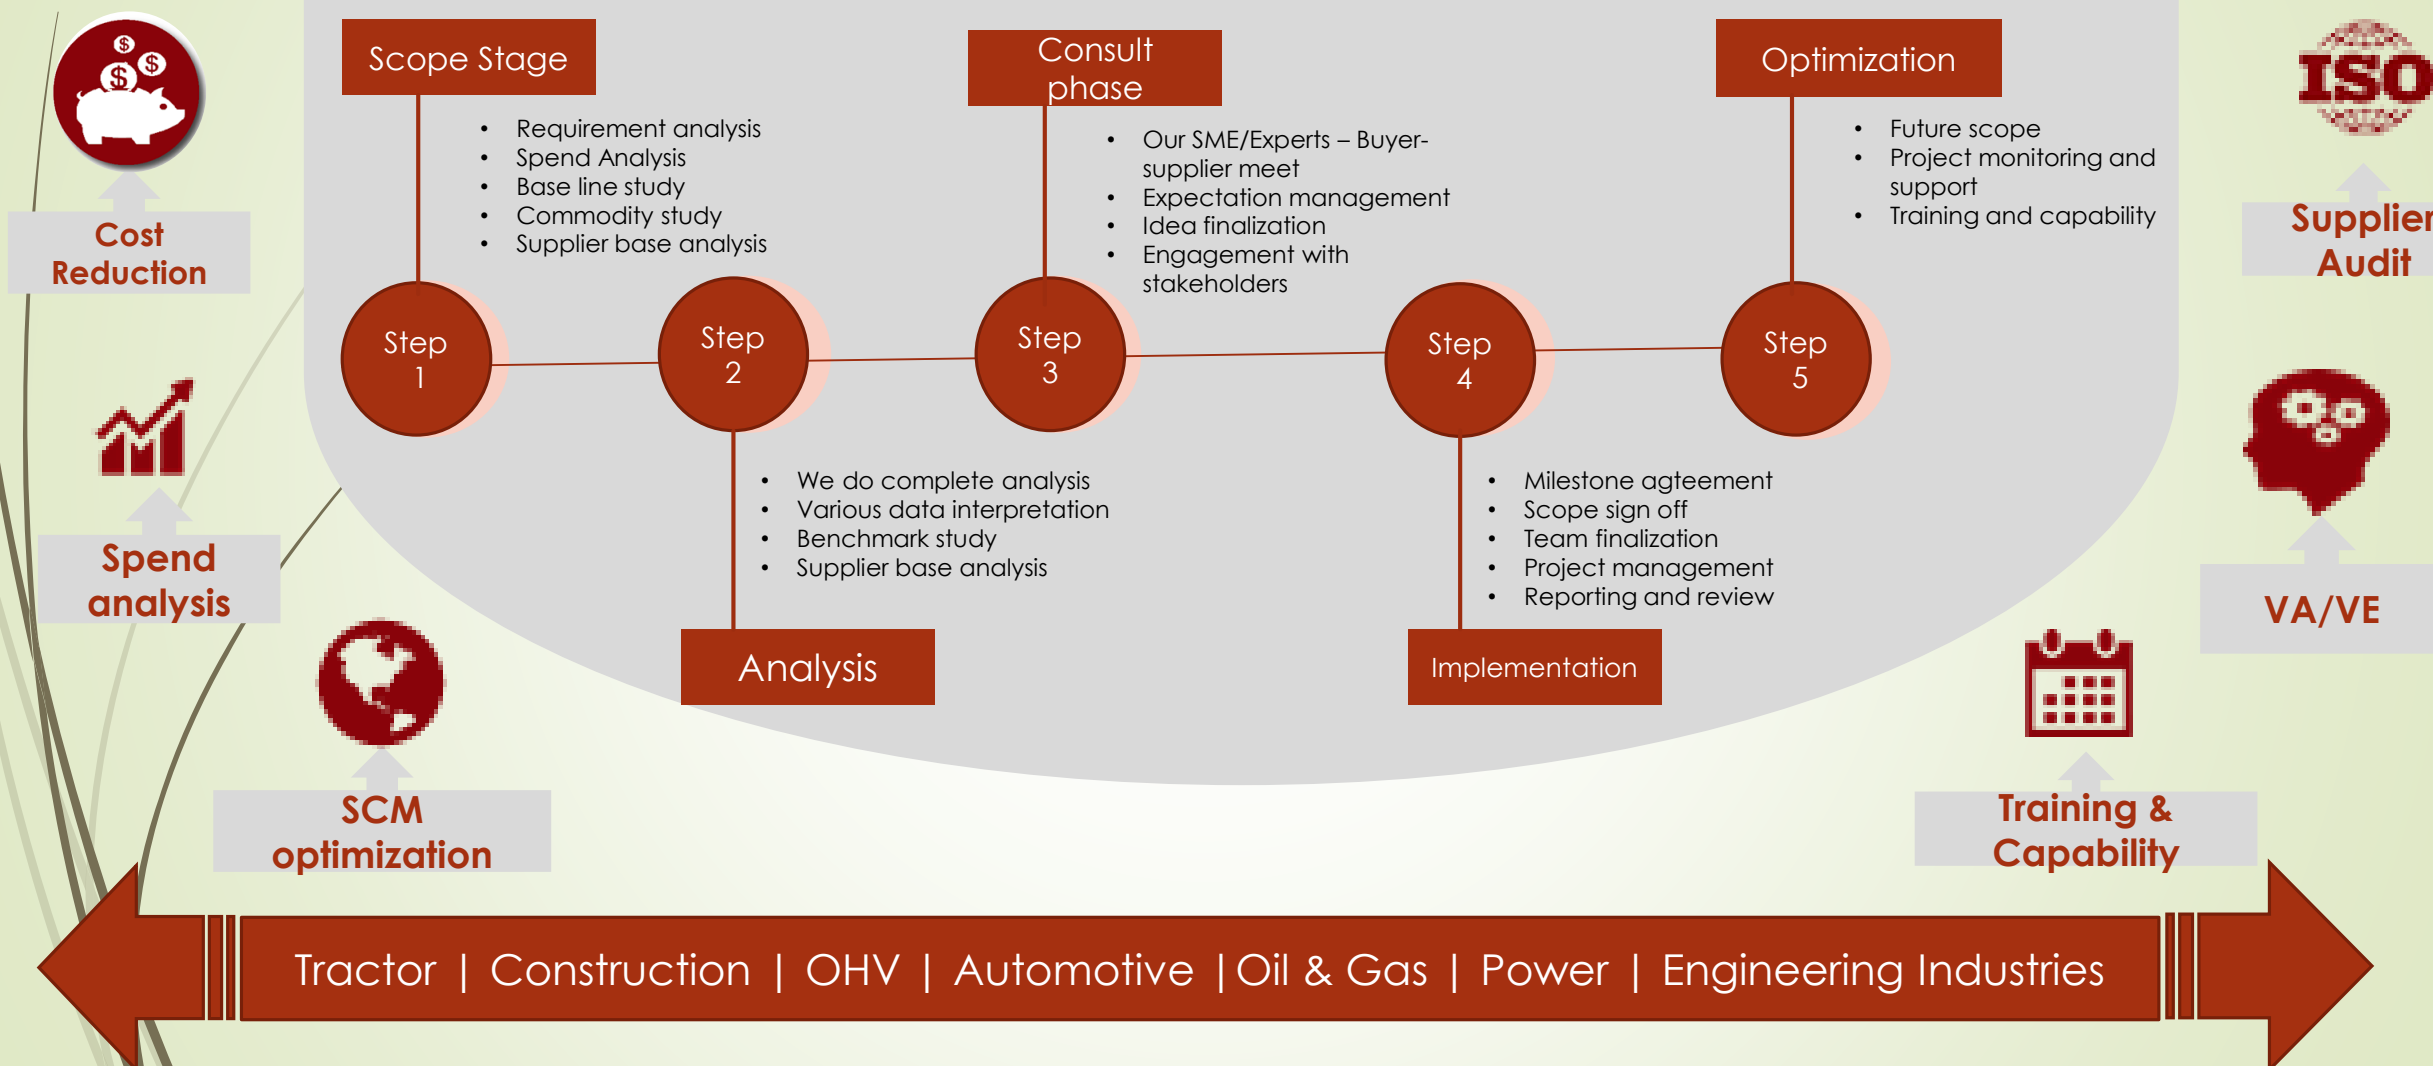 Scope Stage
Requirement analysis
Spend Analysis
Base line study
Commodity study
Supplier base analysis
Consult
phase
Our SME/Experts – Buyer-
supplier meet
Expectation management
Idea finalization
Engagement with
stakeholders
Optimization
Future scope
Project monitoring and
support
Training and capability
Step
1
Step
2
Step
3
Step
4
Step
5
We do complete analysis
Various data interpretation
Benchmark study
Supplier base analysis
Analysis
Milestone agteement
Scope sign off
Team finalization
Project management
Reporting and review
Implementation
$
$
$
Cost
Reduction
Spend
analysis
SCM
optimization
ISO
Supplier
Audit
VA/VE
Training &
Capability
Tractor | Construction | OHV | Automotive |Oil & Gas | Power | Engineering Industries